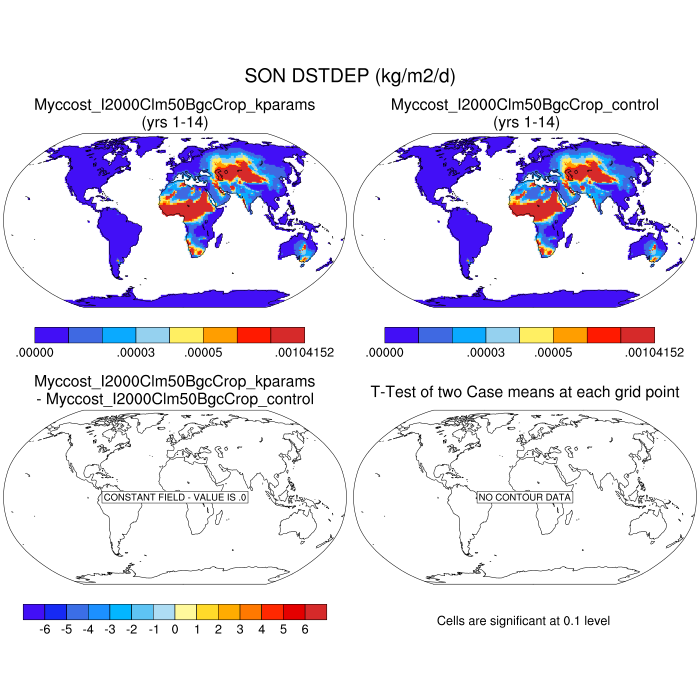 SON DSTDEP (kg/m2/d)
Myccost_I2000Clm50BgcCrop_kparams
(yrs 1-14)
Myccost_I2000Clm50BgcCrop_control
(yrs 1-14)
.00000 .00003 .00005 .00104152
.00000 .00003 .00005 .00104152
Myccost_I2000Clm50BgcCrop_kparams
- Myccost_I2000Clm50BgcCrop_control
T-Test of two Case means at each grid point
CONSTANT FIELD - VALUE IS .0
NO CONTOUR DATA
-6 -5 -4 -3 -2 -1 0 1 2 3 4 5 6
Cells are significant at 0.1 level